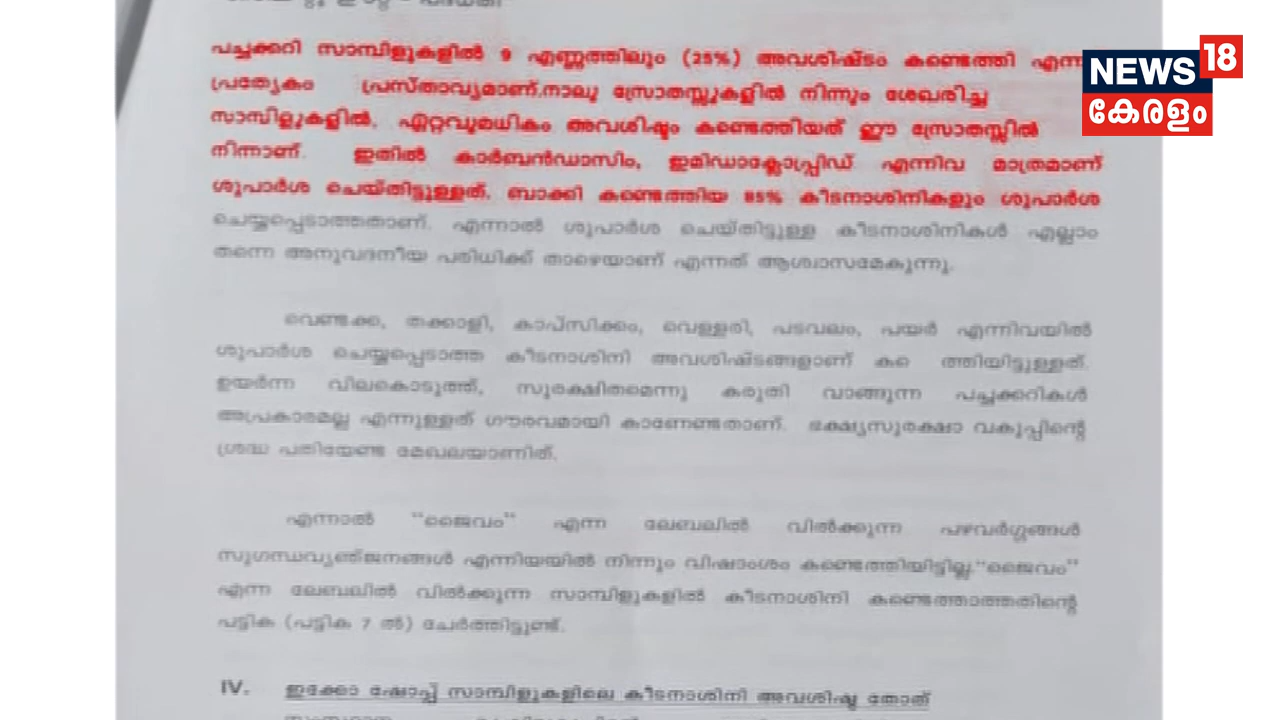 പച്ചക്കറി സാമ്പിളുകളിൽ 9 എണ്ണത്തിലും (25%) അവശിഷ്ടം കണ്ടെത്തി എന്ന
പ്രത്യേകം പ്രസ്താവ്യമാണ്.നാലു സ്രോതസ്സുകളിൽ നിന്നും ശേഖരിച്ച
സാമ്പിളുകളിൽ, ഏറ്റവുമധികം അവശിഷ്ടം കണ്ടെത്തിയത് ഈ സ്രോതസ്സിൽ
നിന്നാണ്. ഇതിൽ കാർബൻഡാസിം, ഇമിഡാക്ലോപ്രിഡ് എന്നിവ മാത്രമാണ്
ശുപാർശ ചെയ്തിട്ടുള്ളത്. ബാക്കി കണ്ടെത്തിയ 85% കീടനാശിനികളും ശുപാർശ
ചെയ്യപ്പെടാത്തതാണ്. എന്നാൽ ശുപാർശ ചെയ്തിട്ടുള്ള കീടനാശിനികൾ എല്ലാം
തന്നെ അനുവദനീയ പരിധിക്ക് താഴെയാണ് എന്നത് ആശ്വാസമേകുന്നു.
വെണ്ടക്ക, തക്കാളി, കാപ്സിക്കം, വെള്ളരി, പടവലം, പയർ എന്നിവയിൽ
ശുപാർശ ചെയ്യപ്പെടാത്ത കീടനാശിനി അവശിഷ്ടങ്ങളാണ് കണ്ടെത്തിയിട്ടുള്ളത്.
ഉയർന്ന വിലകൊടുത്ത്, സുരക്ഷിതമെന്നു കരുതി വാങ്ങുന്ന പച്ചക്കറികൾ
അപ്രകാരമല്ല എന്നുള്ളത് ഗൗരവമായി കാണേണ്ടതാണ്. ഭക്ഷ്യസുരക്ഷാ വകുപ്പിന്റെ
ശ്രദ്ധ പതിയേണ്ട മേഖലയാണിത്.
എന്നാൽ "ജൈവം" എന്ന ലേബലിൽ വിൽക്കുന്ന പഴവർഗ്ഗങ്ങൾ
സുഗന്ധവ്യഞ്ജനങ്ങൾ എന്നിയയിൽ നിന്നും വിഷാംശം കണ്ടെത്തിയിട്ടില്ല."ജൈവം"
എന്ന ലേബലിൽ വിൽക്കുന്ന സാമ്പിളുകളിൽ കീടനാശിനി കണ്ടെത്താത്തതിന്റെ
പട്ടിക (പട്ടിക 7 ൽ) ചേർത്തിട്ടുണ്ട്.
IV. ഇക്കോ ഷോപ്പ് സാമ്പിളുകളിലെ കീടനാശിനി അവശിഷ്ട തോത്
NEWS 18
കേരളം